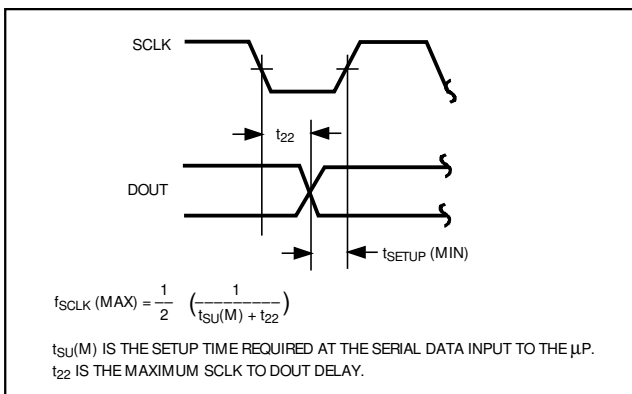 SCLK
t22
DOUT
tSETUP (MIN)
fSCLK (MAX) = 1/2 (1/(tSU(M) + t22))
tSU(M) IS THE SETUP TIME REQUIRED AT THE SERIAL DATA INPUT TO THE µP.
t22 IS THE MAXIMUM SCLK TO DOUT DELAY.